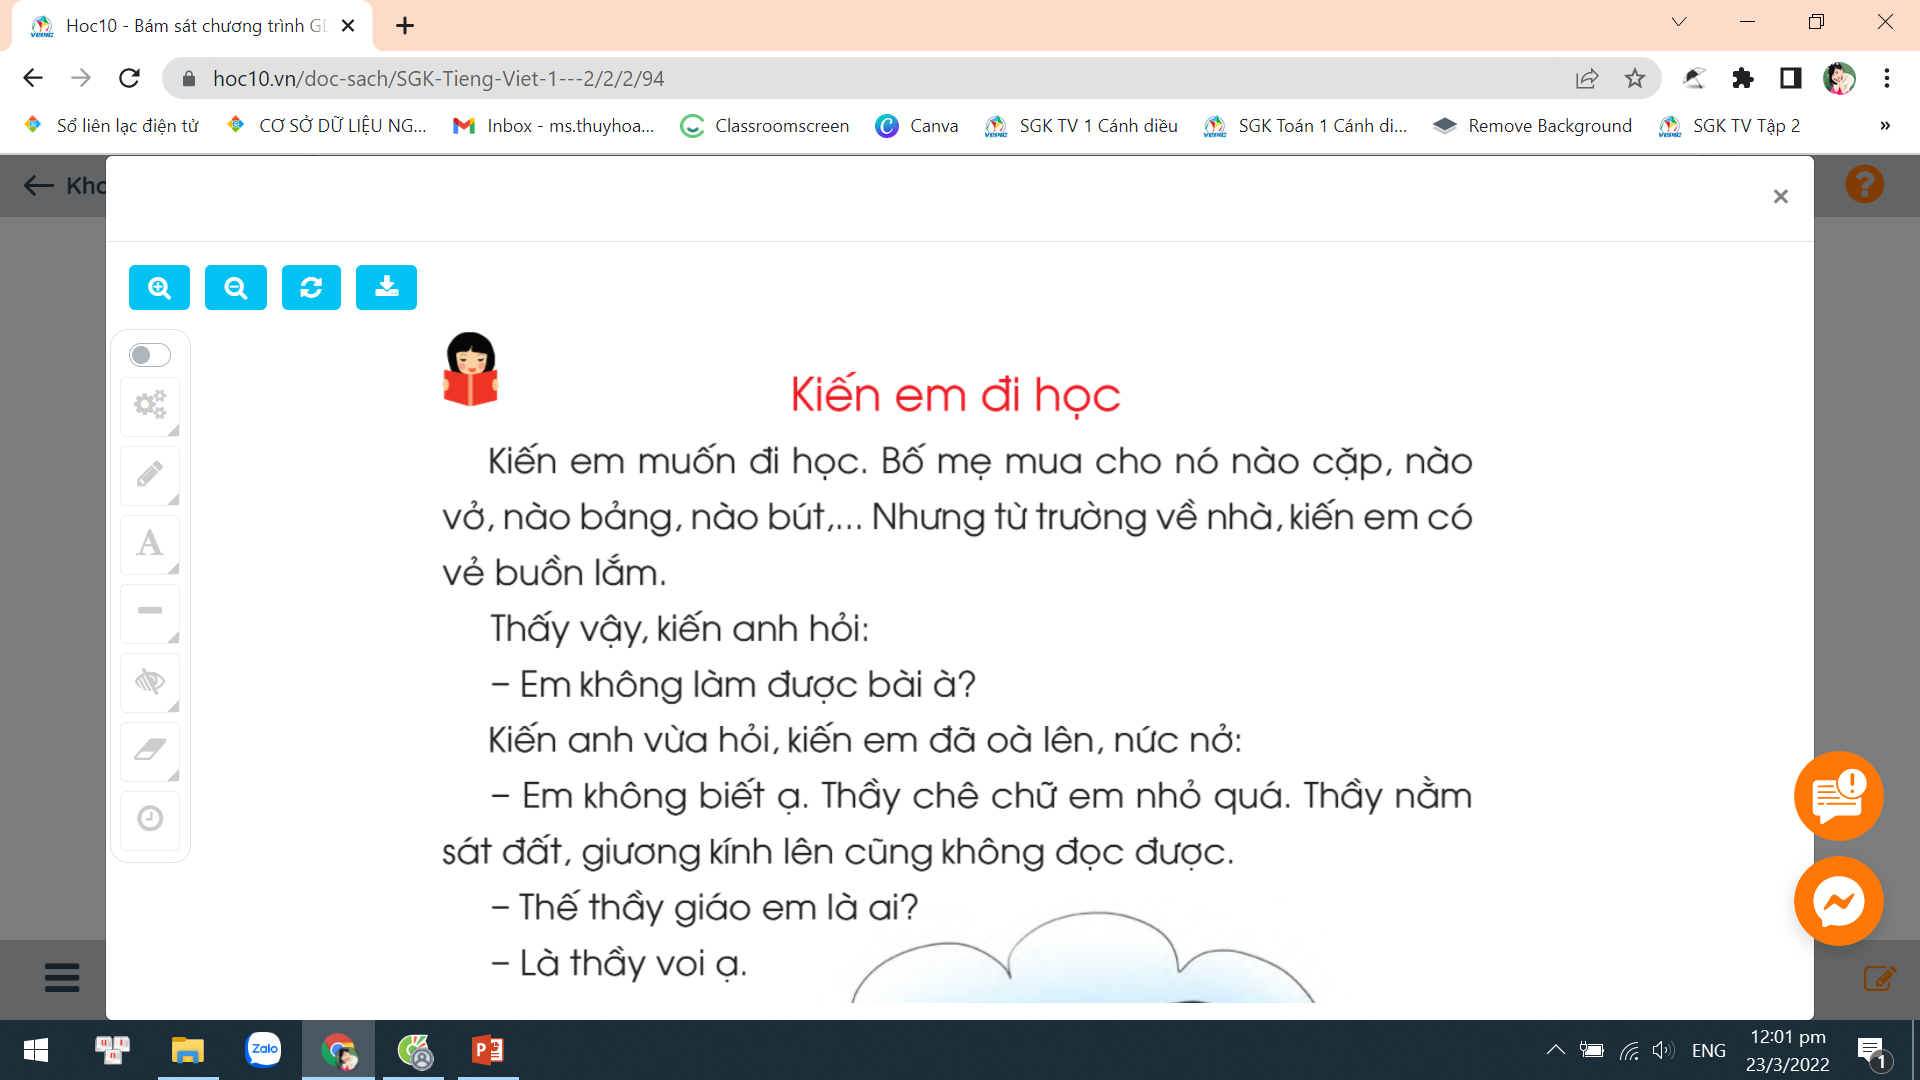 Hoc10 - Bám sát chương trình GD
hoc10.vn/doc-sach/SGK-Tieng-Viet-1---2/2/2/94
Sổ liên lạc điện tử
CƠ SỞ DỮ LIỆU NG...
Inbox - ms.thuyhoa...
Classroomscreen
Canva
SGK TV 1 Cánh diều
SGK Toán 1 Cánh di...
Remove Background
SGK TV Tập 2
»
Kho
Kiến em đi học
Kiến em muốn đi học. Bố mẹ mua cho nó nào cặp, nào
vở, nào bảng, nào bút,... Nhưng từ trường về nhà, kiến em có
vẻ buồn lắm.
Thấy vậy, kiến anh hỏi:
– Em không làm được bài à?
Kiến anh vừa hỏi, kiến em đã oà lên, nức nở:
– Em không biết ạ. Thầy chê chữ em nhỏ quá. Thầy nằm
sát đất, giương kính lên cũng không đọc được.
– Thế thầy giáo em là ai?
– Là thầy voi ạ.
Zalo
ENG
12:01 pm
23/3/2022
1